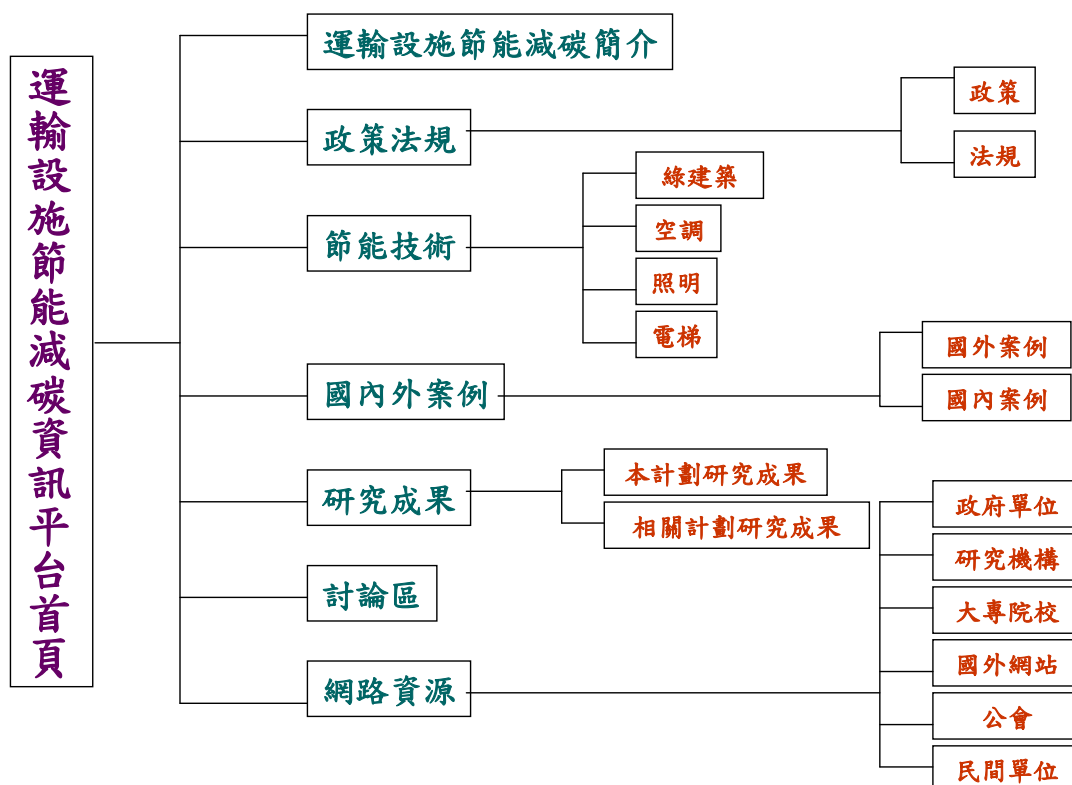 運輸設施節能減碳資訊平台首頁
運輸設施節能減碳簡介
政策法規
政策
法規
節能技術
綠建築
空調
照明
電梯
國內外案例
國外案例
國內案例
研究成果
本計劃研究成果
相關計劃研究成果
討論區
網路資源
政府單位
研究機構
大專院校
國外網站
公會
民間單位